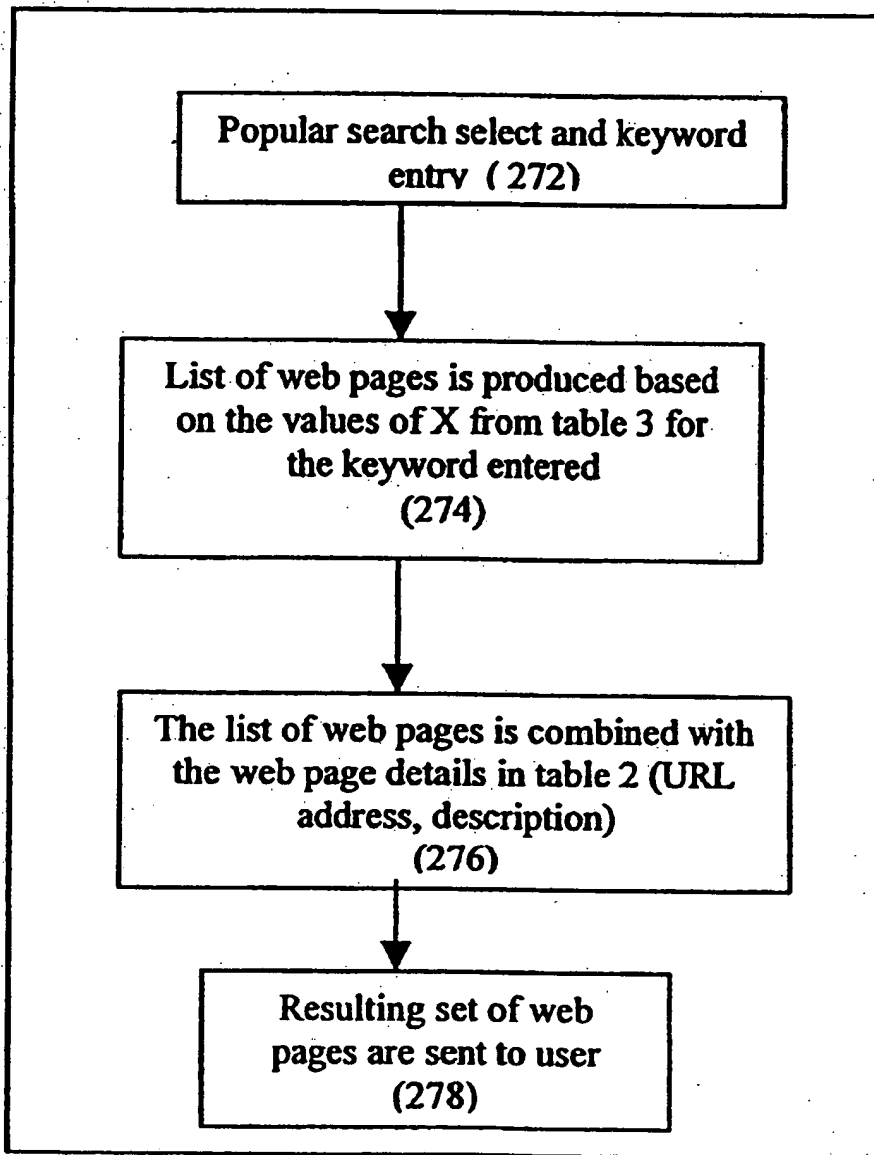 Popular search select and keyword
entry ( 272)
List of web pages is produced based
on the values of X from table 3 for
the keyword entered
(274)
The list of web pages is combined with
the web page details in table 2 (URL
address, description)
(276)
Resulting set of web
pages are sent to user
(278)